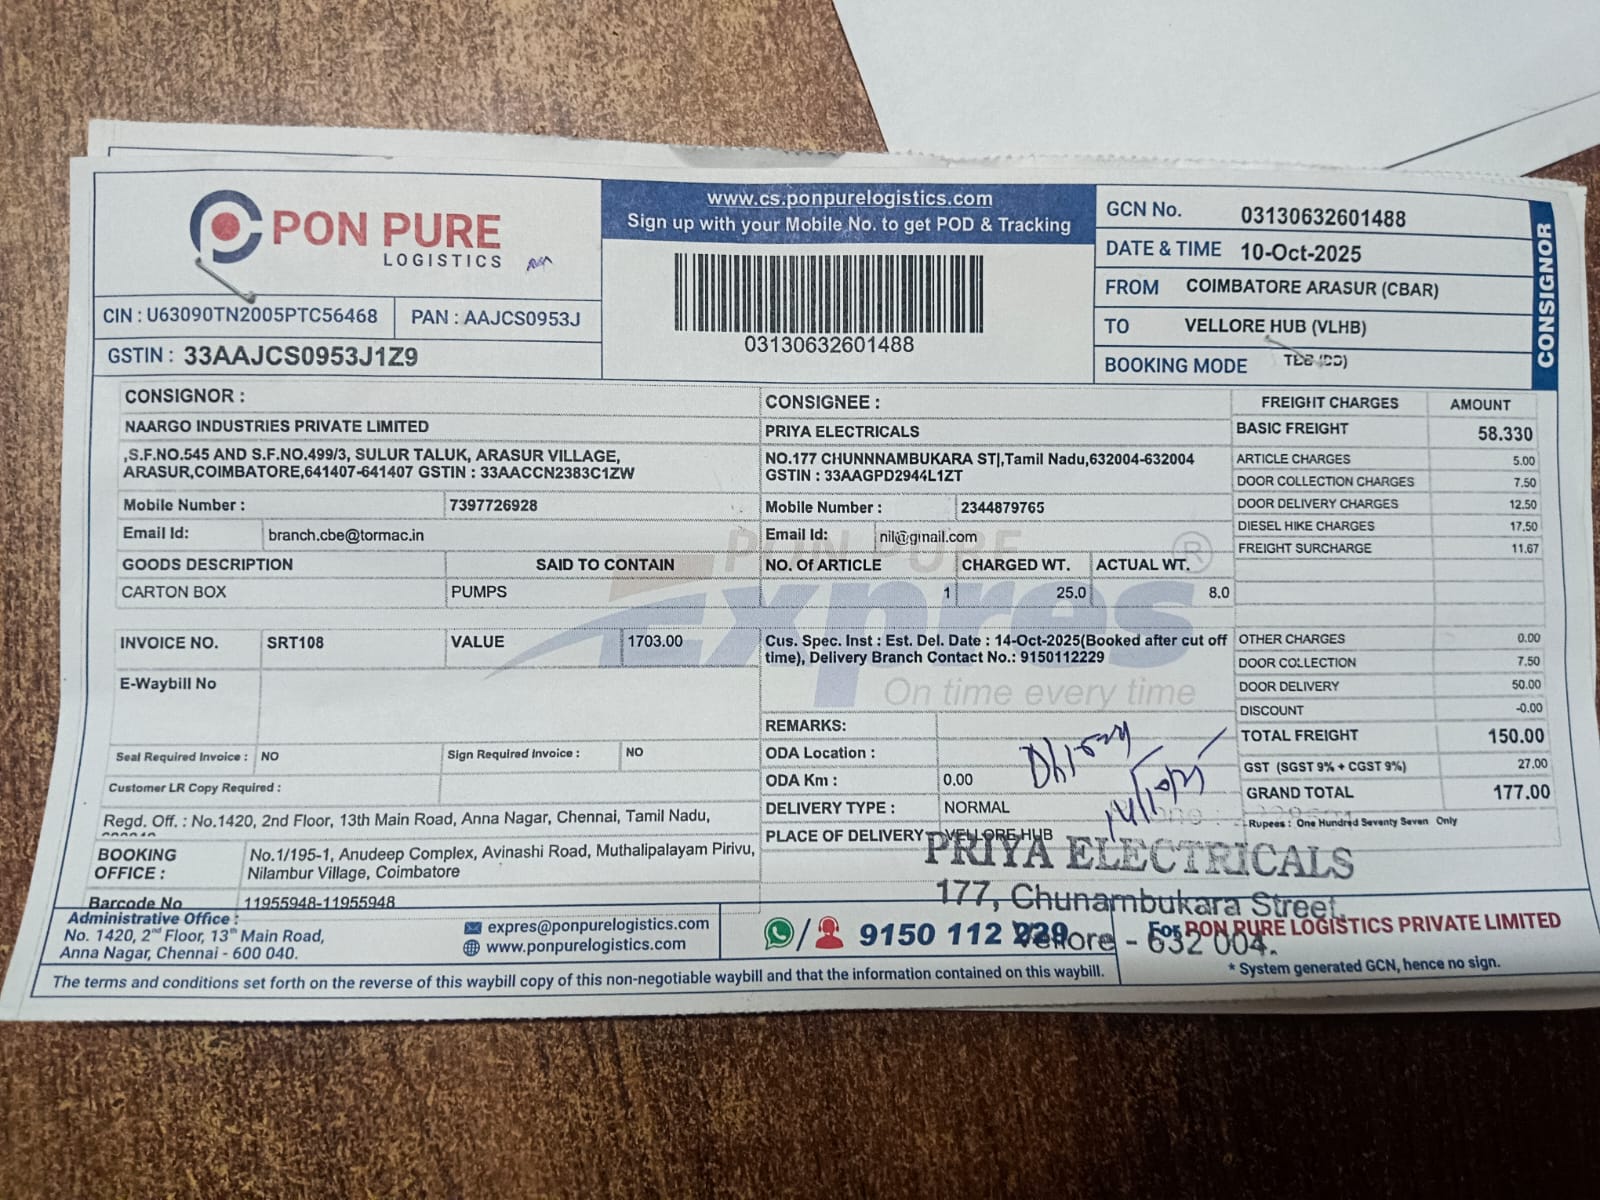 PON PURE
LOGISTICS
CIN : U63090TN2005PTC56468
PAN : AAJCS0953J
GSTIN : 33AAJCS0953J1Z9
www.cs.ponpurelogistics.com
Sign up with your Mobile No. to get POD & Tracking
03130632601488
GCN No. 03130632601488
DATE & TIME 10-Oct-2025
FROM COIMBATORE ARASUR (CBAR)
TO VELLORE HUB (VLHB)
BOOKING MODE
CONSIGNOR
CONSIGNOR :
NAARGO INDUSTRIES PRIVATE LIMITED
,S.F.NO.545 AND S.F.NO.499/3, SULUR TALUK, ARASUR VILLAGE,
ARASUR,COIMBATORE,641407-641407 GSTIN : 33AACCN2383C1ZW
Mobile Number : 7397726928
Email Id: branch.cbe@tormac.in
CONSIGNEE :
PRIYA ELECTRICALS
NO.177 CHUNNNAMBUKARA ST|,Tamil Nadu,632004-632004
GSTIN : 33AAGPD2944L1ZT
Mobile Number : 2344879765
Email Id: nil@gmail.com
GOODS DESCRIPTION SAID TO CONTAIN NO. OF ARTICLE CHARGED WT. ACTUAL WT.
CARTON BOX PUMPS 1 25.0 8.0
INVOICE NO. SRT108 VALUE 1703.00
E-Waybill No
Seal Required Invoice : NO Sign Required Invoice : NO
Customer LR Copy Required :
Regd. Off. : No.1420, 2nd Floor, 13th Main Road, Anna Nagar, Chennai, Tamil Nadu,
BOOKING OFFICE : No.1/195-1, Anudeep Complex, Avinashi Road, Muthalipalayam Pirivu,
Nilambur Village, Coimbatore
Barcode No 11955948-11955948
PON PURE
Expres ®
On time every time
Cus. Spec. Inst : Est. Del. Date : 14-Oct-2025(Booked after cut off
time), Delivery Branch Contact No.: 9150112229
REMARKS:
ODA Location :
ODA Km : 0.00
DELIVERY TYPE : NORMAL
PLACE OF DELIVERY VELLORE HUB
FREIGHT CHARGES AMOUNT
BASIC FREIGHT 58.330
ARTICLE CHARGES 5.00
DOOR COLLECTION CHARGES 7.50
DOOR DELIVERY CHARGES 12.50
DIESEL HIKE CHARGES 17.50
FREIGHT SURCHARGE 11.67
OTHER CHARGES 0.00
DOOR COLLECTION 7.50
DOOR DELIVERY 50.00
DISCOUNT -0.00
TOTAL FREIGHT 150.00
GST (SGST 9% + CGST 9%) 27.00
GRAND TOTAL 177.00
Rupees : One Hundred Seventy Seven Only
PRIYA ELECTRICALS
177, Chunambukara Street,
Vellore - 632 004.
Administrative Office :
No. 1420, 2nd Floor, 13th Main Road,
Anna Nagar, Chennai - 600 040.
expres@ponpurelogistics.com
www.ponpurelogistics.com
9150 112 229
For PON PURE LOGISTICS PRIVATE LIMITED
* System generated GCN, hence no sign.
The terms and conditions set forth on the reverse of this waybill copy of this non-negotiable waybill and that the information contained on this waybill.